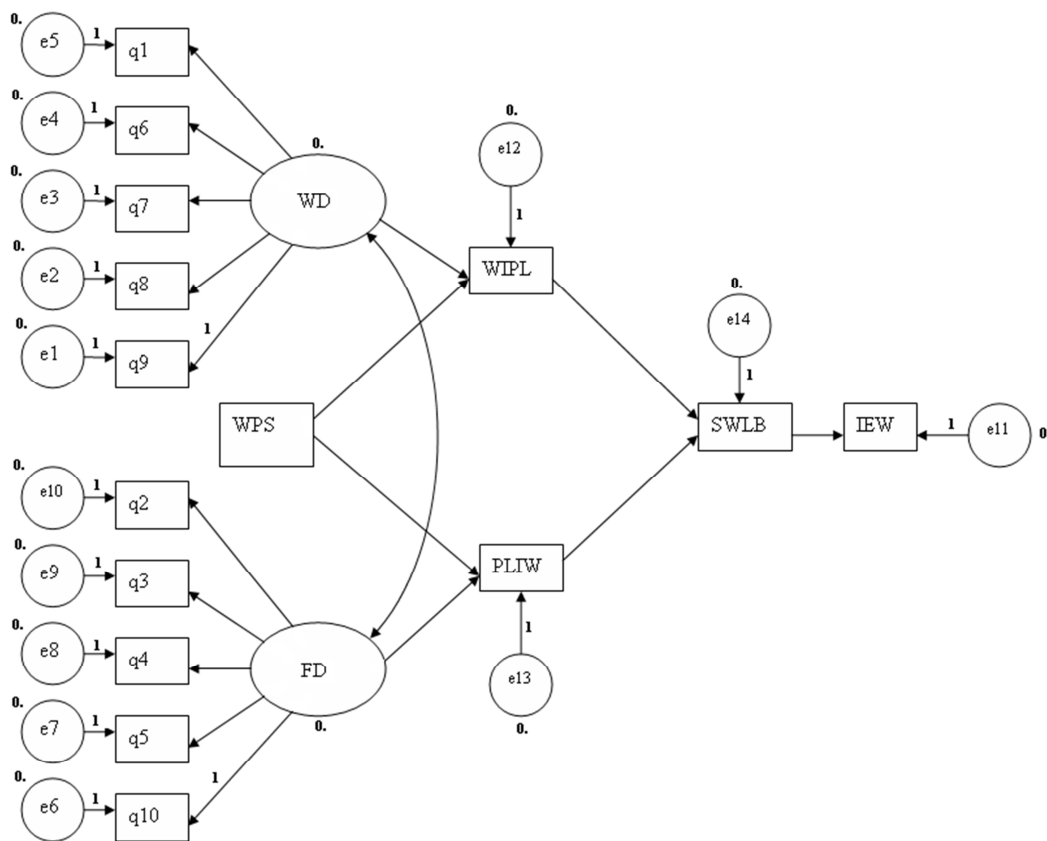 0.
e5 1 q1
0.
e4 1 q6
0.
e3 1 q7
0.
e2 1 q8
0.
e1 1 q9
0.
WD
1
0.
e12
1
WIPL
WPS
0.
e14
1
SWLB
IEW
1
e11
0
0.
e10 1 q2
0.
e9 1 q3
0.
e8 1 q4
0.
e7 1 q5
0.
e6 1 q10
FD
0.
1
PLIW
1
e13
0.